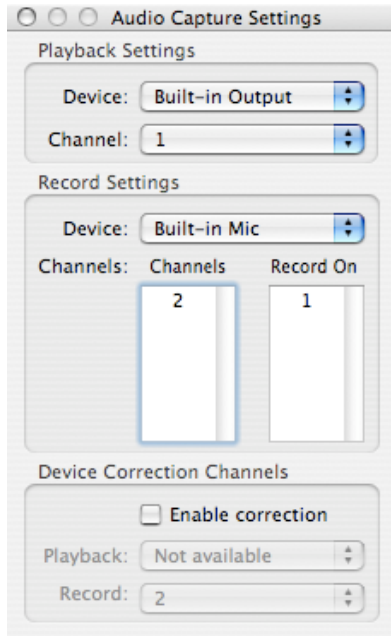 Audio Capture Settings
Playback Settings
Device: Built-in Output
Channel: 1
Record Settings
Device: Built-in Mic
Channels: Channels Record On
2 1
Device Correction Channels
Enable correction
Playback: Not available
Record: 2